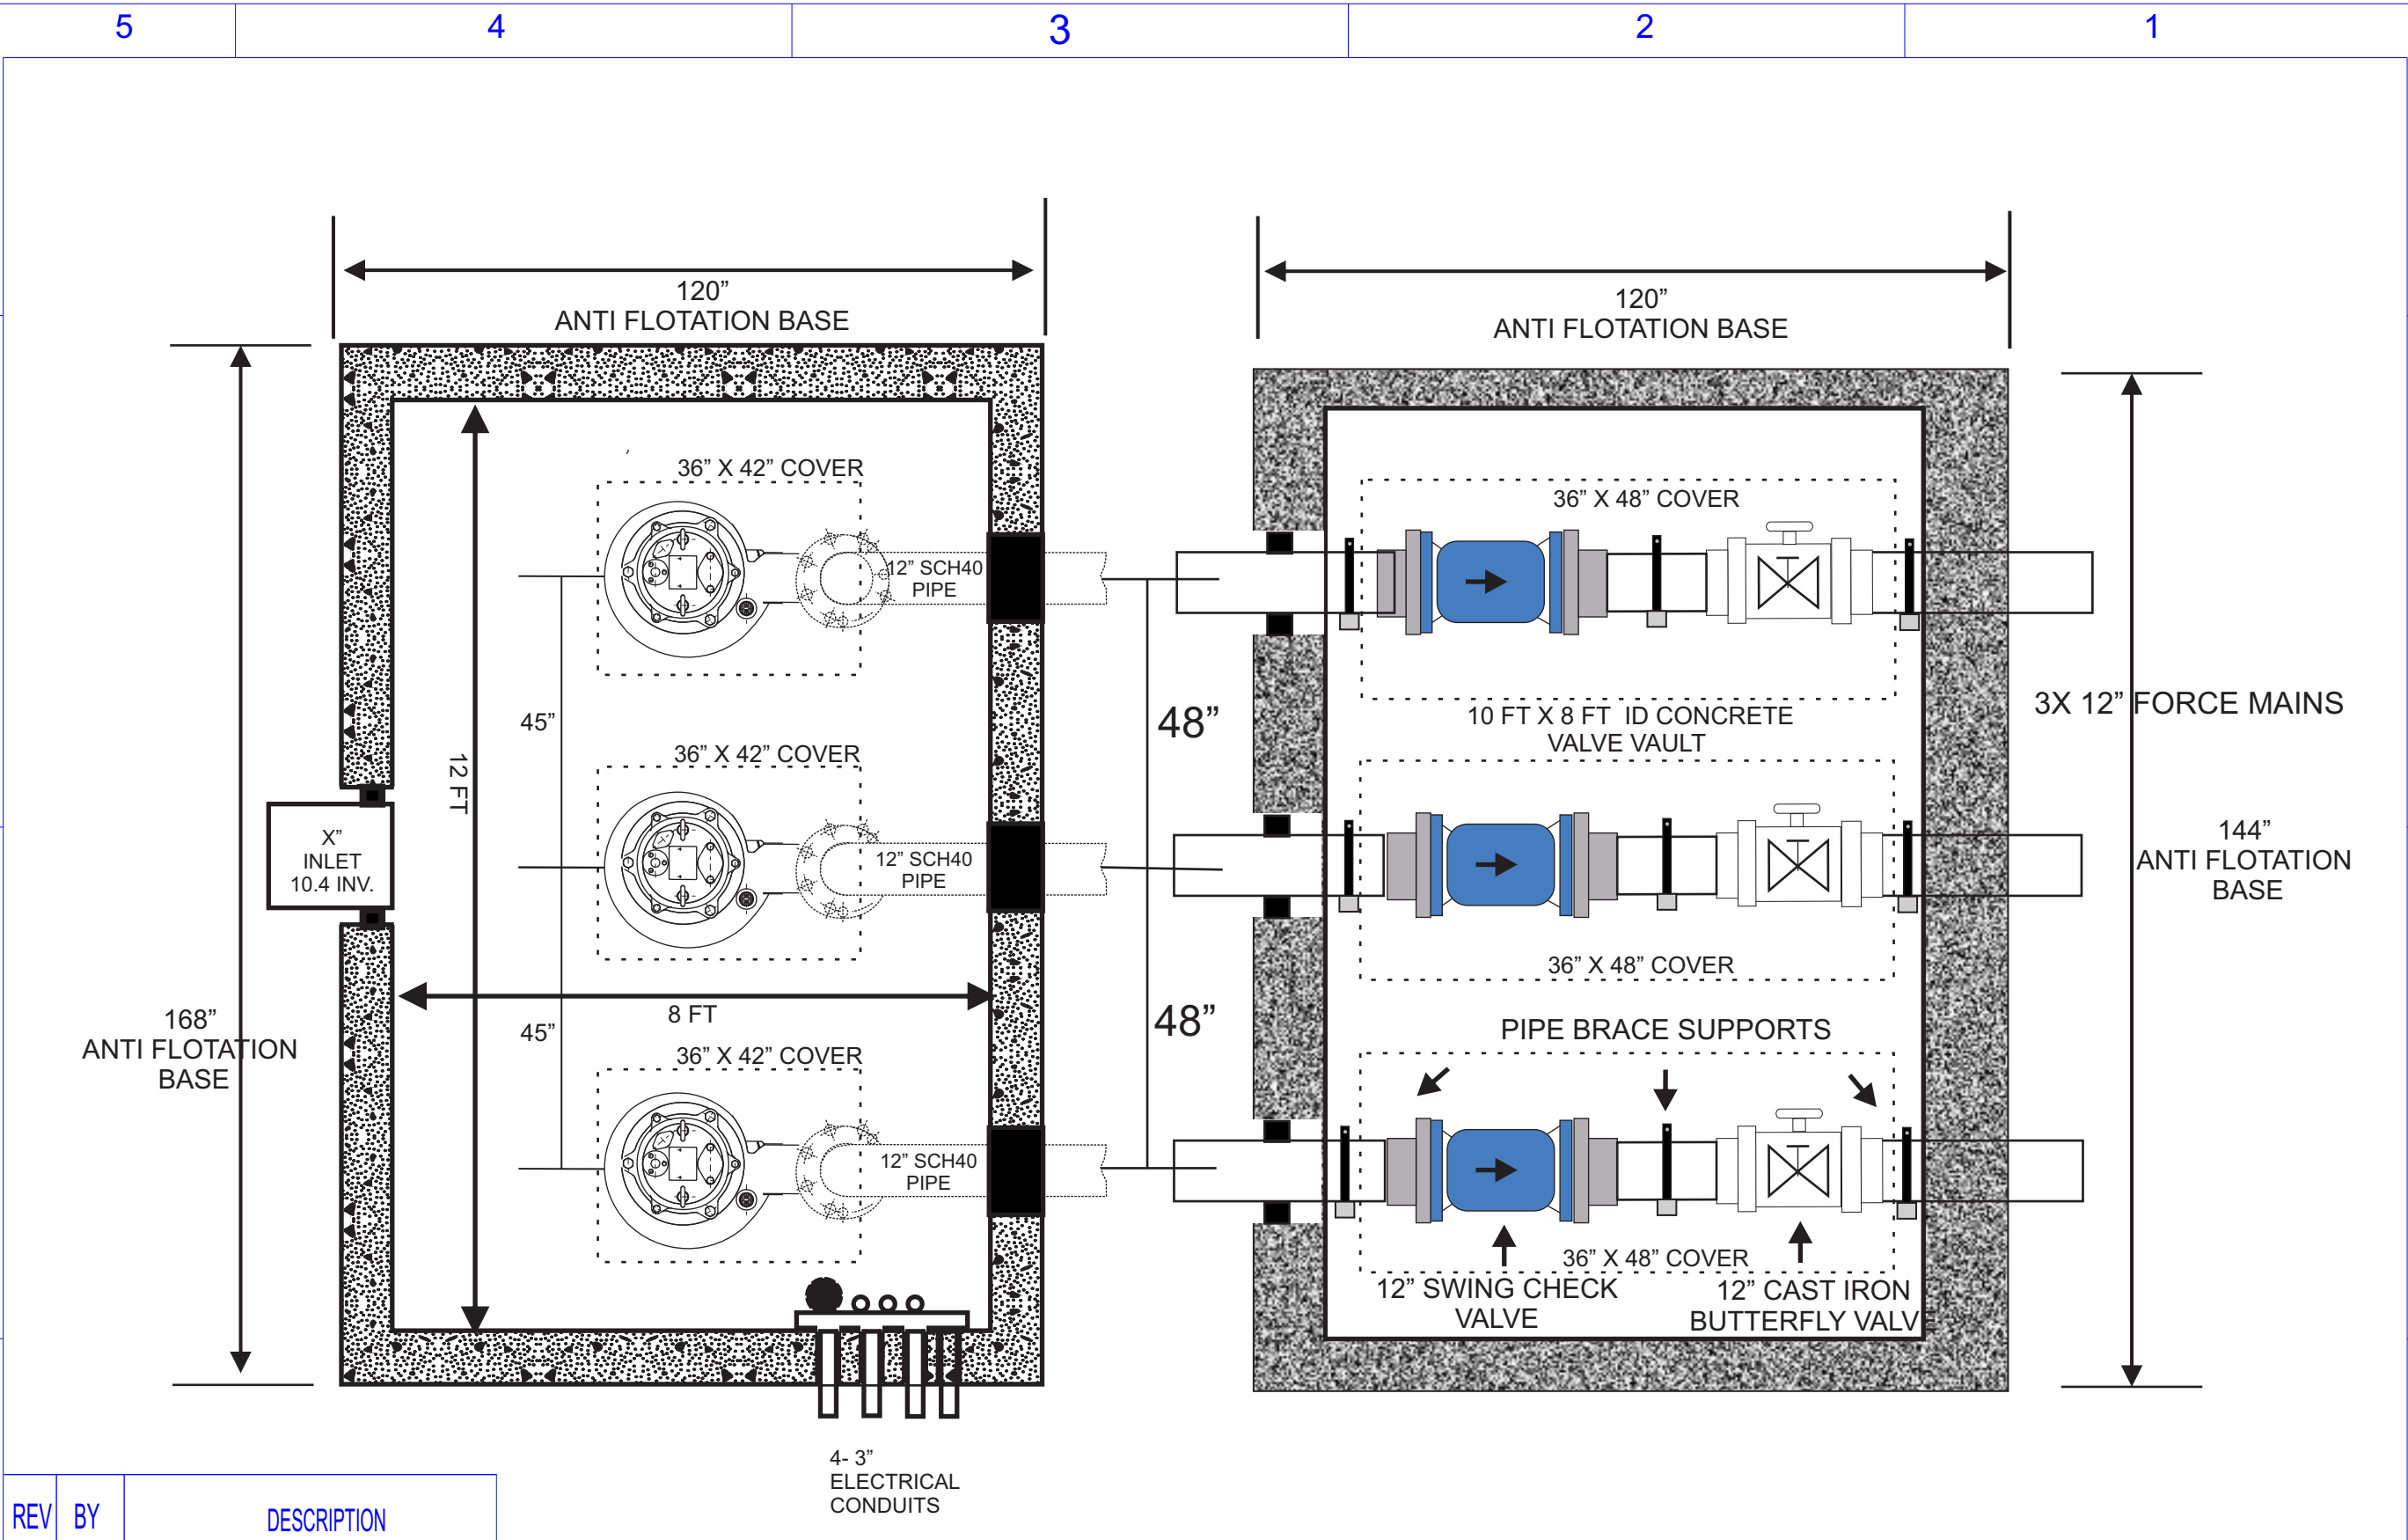 5
4
3
2
1
120”
ANTI FLOTATION BASE
120”
ANTI FLOTATION BASE
36” X 42” COVER
12” SCH40
PIPE
45”
36” X 42” COVER
12” SCH40
PIPE
12 FT
X”
INLET
10.4 INV.
8 FT
45”
36” X 42” COVER
12” SCH40
PIPE
168”
ANTI FLOTATION
BASE
4- 3”
ELECTRICAL
CONDUITS
48”
48”
36” X 48” COVER
10 FT X 8 FT ID CONCRETE
VALVE VAULT
36” X 48” COVER
PIPE BRACE SUPPORTS
36” X 48” COVER
12” SWING CHECK
VALVE
12” CAST IRON
BUTTERFLY VALV
3X 12” FORCE MAINS
144”
ANTI FLOTATION
BASE
REV
BY
DESCRIPTION